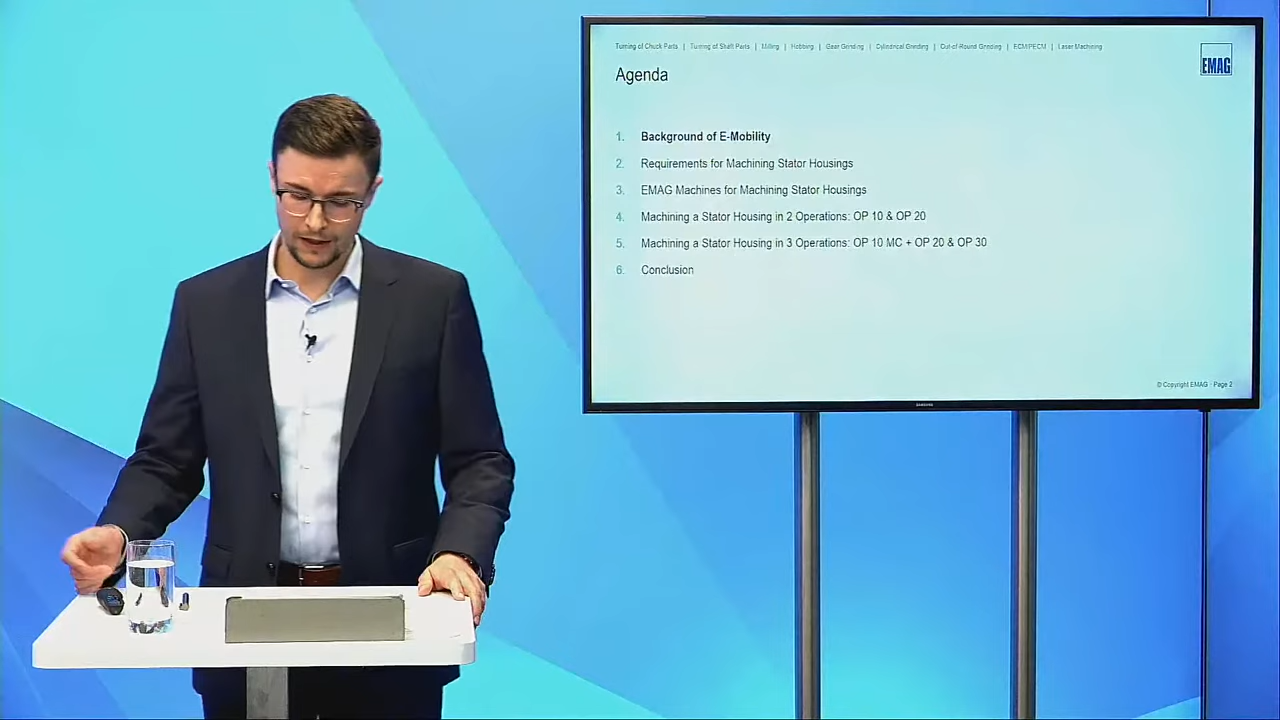 Turning of Chuck Parts | Turning of Shaft Parts | Milling | Hobbing | Gear Grinding | Cylindrical Grinding | Out-of-Round Grinding | ECM/PECM | Laser Machining
EMAG
Agenda
1. Background of E-Mobility
2. Requirements for Machining Stator Housings
3. EMAG Machines for Machining Stator Housings
4. Machining a Stator Housing in 2 Operations: OP 10 & OP 20
5. Machining a Stator Housing in 3 Operations: OP 10 MC + OP 20 & OP 30
6. Conclusion
© Copyright EMAG - Page 2
SAMSUNG